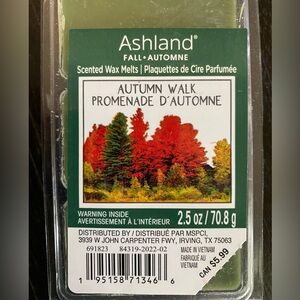 Ashland®
FALL • AUTOMNE
Scented Wax Melts | Plaquettes de Cire Parfumée
AUTUMN WALK
PROMENADE D'AUTOMNE
WARNING INSIDE
AVERTISSEMENT À L'INTÉRIEUR
2.5 oz / 70.8 g
DISTRIBUTED BY / DISTRIBUÉ PAR MSPCI,
3939 W JOHN CARPENTER FWY, IRVING, TX 75063
691823 84319-2022-02
MADE IN VIETNAM
FABRIQUÉ AU
VIETNAM
CAN $5.99
1 95158 71346 6